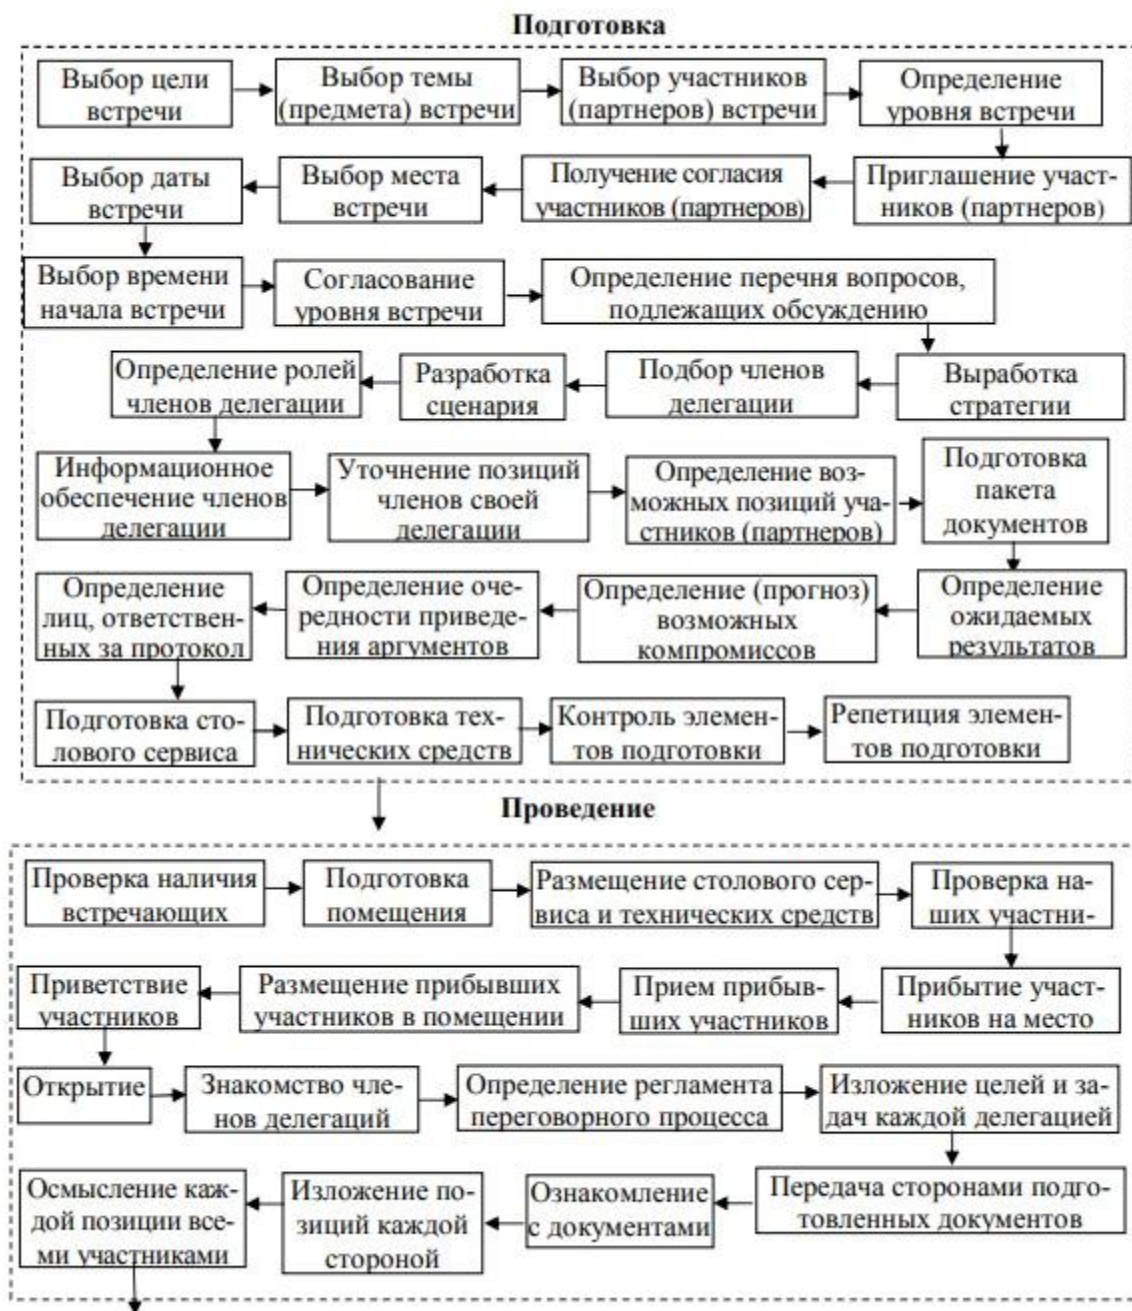 Подготовка
Выбор цели
встречи
Выбор темы
(предмета) встречи
Выбор участников
(партнеров) встречи
Определение
уровня встречи
Приглашение участ-
ников (партнеров)
Получение согласия
участников (партнеров)
Выбор места
встречи
Выбор даты
встречи
Выбор времени
начала встречи
Согласование
уровня встречи
Определение перечня вопросов,
подлежащих обсуждению
Выработка
стратегии
Подбор членов
делегации
Разработка
сценария
Определение ролей
членов делегации
Информационное
обеспечение членов
делегации
Уточнение позиций
членов своей
делегации
Определение воз-
можных позиций уча-
стников (партнеров)
Подготовка
пакета
документов
Определение
ожидаемых
результатов
Определение (прогноз)
возможных
компромиссов
Определение оче-
редности приведе-
ния аргументов
Определение
лиц, ответствен-
ных за протокол
Подготовка сто-
лового сервиса
Подготовка тех-
нических средств
Контроль элемен-
тов подготовки
Репетиция элемен-
тов подготовки
Проведение
Проверка наличия
встречающих
Подготовка
помещения
Размещение столового сер-
виса и технических средств
Проверка на-
ших участни-
Прибытие участ-
ников на место
Прием прибыв-
ших участников
Размещение прибывших
участников в помещении
Приветствие
участников
Открытие
Знакомство чле-
нов делегаций
Определение регламента
переговорного процесса
Изложение целей и за-
дач каждой делегацией
Передача сторонами подго-
товленных документов
Ознакомление
с документами
Изложение по-
зиций каждой
стороной
Осмысление каж-
дой позиции все-
ми участниками